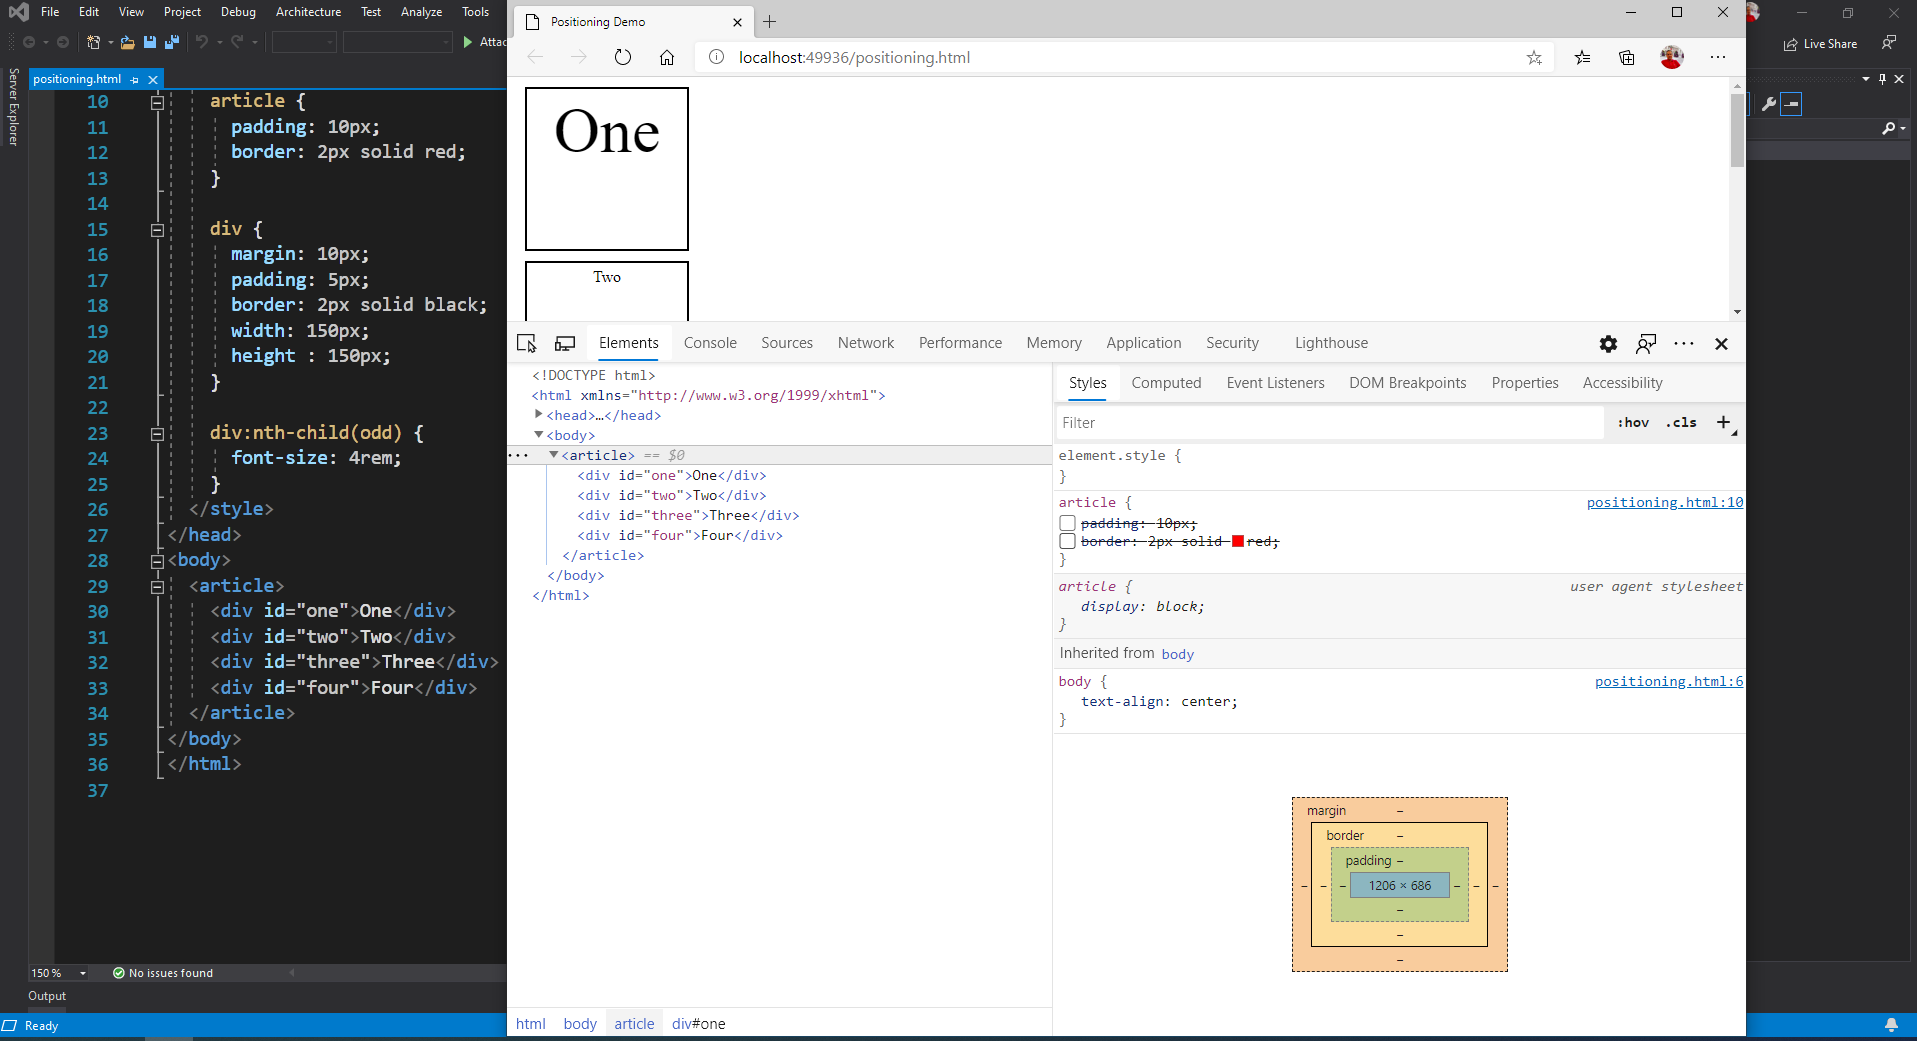 File Edit View Project Debug Architecture Test Analyze Tools
Attac
Live Share
Server Explorer
positioning.html
10 article {
11 padding: 10px;
12 border: 2px solid red;
13 }
14
15 div {
16 margin: 10px;
17 padding: 5px;
18 border: 2px solid black;
19 width: 150px;
20 height : 150px;
21 }
22
23 div:nth-child(odd) {
24 font-size: 4rem;
25 }
26 </style>
27 </head>
28 <body>
29 <article>
30 <div id="one">One</div>
31 <div id="two">Two</div>
32 <div id="three">Three</div>
33 <div id="four">Four</div>
34 </article>
35 </body>
36 </html>
37
150 %
No issues found
Output
Ready
Positioning Demo
localhost:49936/positioning.html
One
Two
Elements Console Sources Network Performance Memory Application Security Lighthouse
<!DOCTYPE html>
<html xmlns="http://www.w3.org/1999/xhtml">
<head>…</head>
<body>
··· <article> == $0
<div id="one">One</div>
<div id="two">Two</div>
<div id="three">Three</div>
<div id="four">Four</div>
</article>
</body>
</html>
html body article div#one
Styles Computed Event Listeners DOM Breakpoints Properties Accessibility
Filter :hov .cls +
element.style {
}
article { positioning.html:10
padding: 10px;
border: 2px solid red;
}
article { user agent stylesheet
display: block;
}
Inherited from body
body { positioning.html:6
text-align: center;
}
margin –
border –
padding –
– – – 1206 × 686 – – –
–
–
–